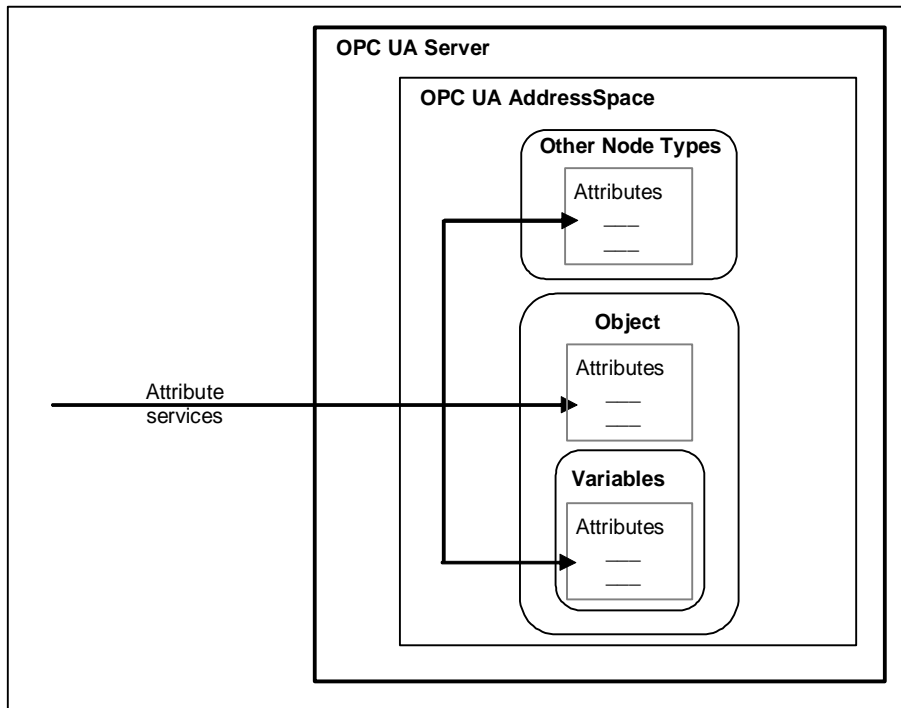 OPC UA Server
OPC UA AddressSpace
Other Node Types
Attributes
Object
Attributes
Attribute
services
Variables
Attributes